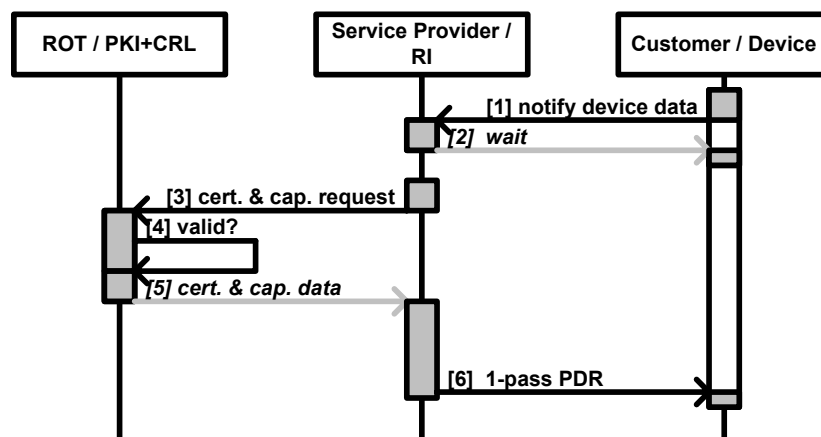 ROT / PKI+CRL
Service Provider /
RI
Customer / Device
[1] notify device data
[2] wait
[3] cert. & cap. request
[4] valid?
[5] cert. & cap. data
[6] 1-pass PDR